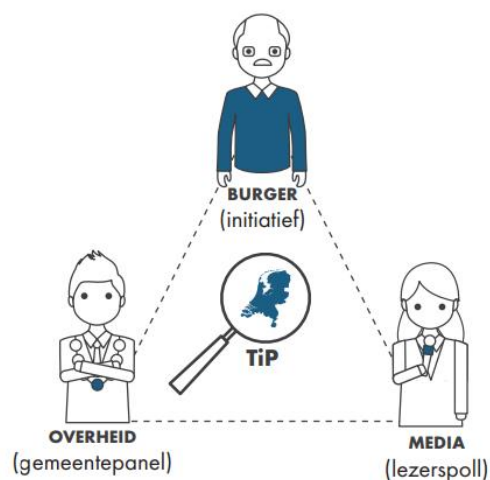 BURGER
(initiatief)
TiP
OVERHEID
(gemeentepanel)
MEDIA
(lezerspoll)